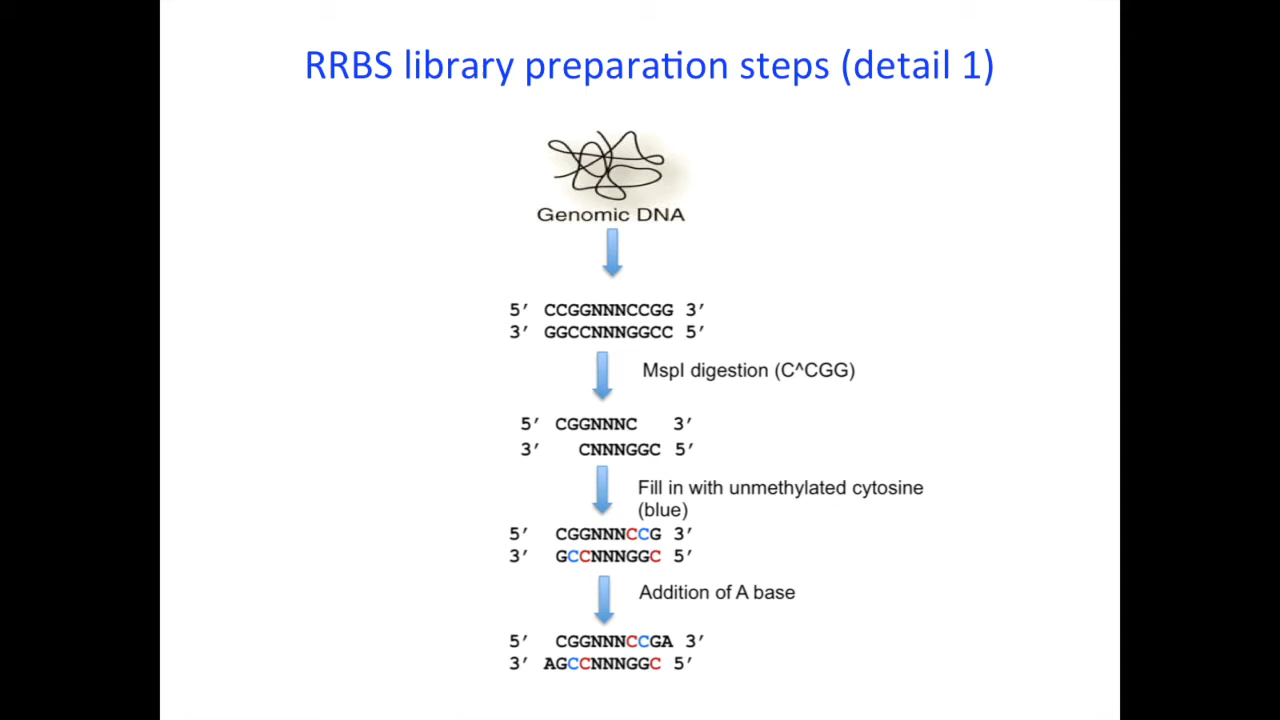 RRBS library preparation steps (detail 1)
Genomic DNA
5′ CCGGNNNCCGG 3′
3′ GGCCNNNGGCC 5′
MspI digestion (C^CGG)
5′ CGGNNNC 3′
3′ CNNNGGC 5′
Fill in with unmethylated cytosine
(blue)
5′ CGGNNNCCG 3′
3′ GCCNNNGGC 5′
Addition of A base
5′ CGGNNNCCGA 3′
3′ AGCCNNNGGC 5′